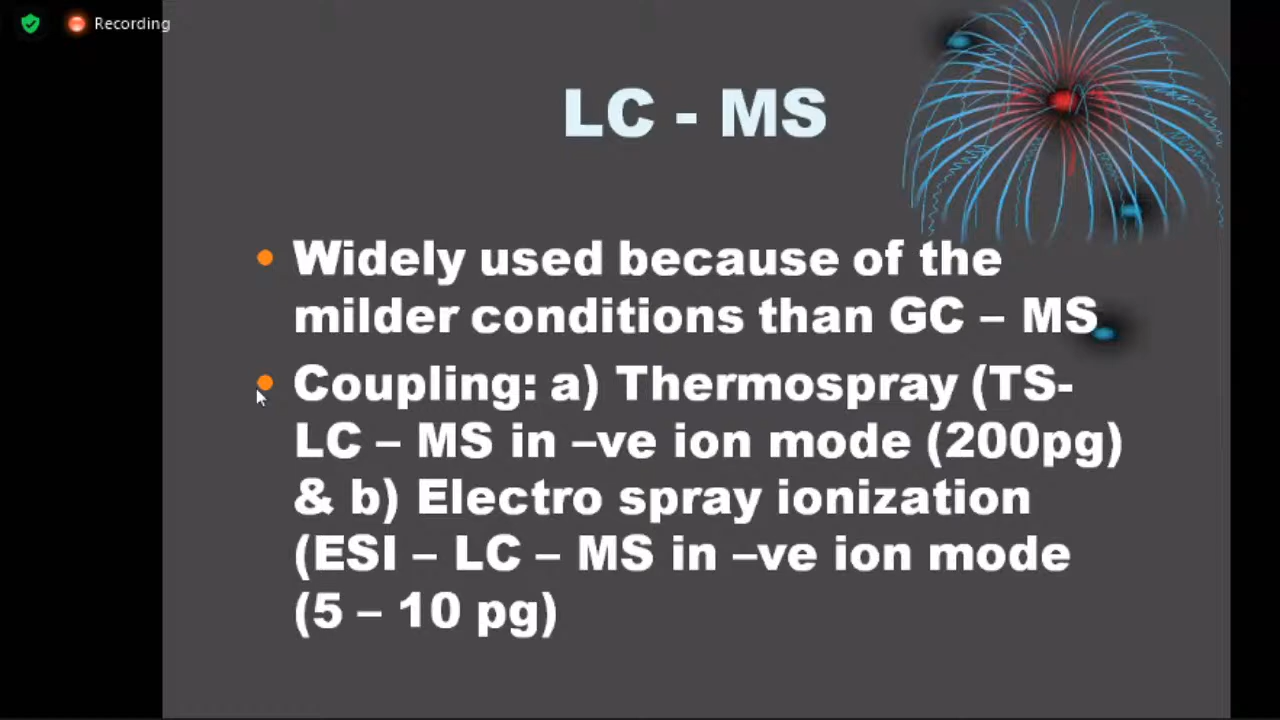 Recording
LC - MS
Widely used because of the
milder conditions than GC – MS
Coupling: a) Thermospray (TS-
LC – MS in –ve ion mode (200pg)
& b) Electro spray ionization
(ESI – LC – MS in –ve ion mode
(5 – 10 pg)